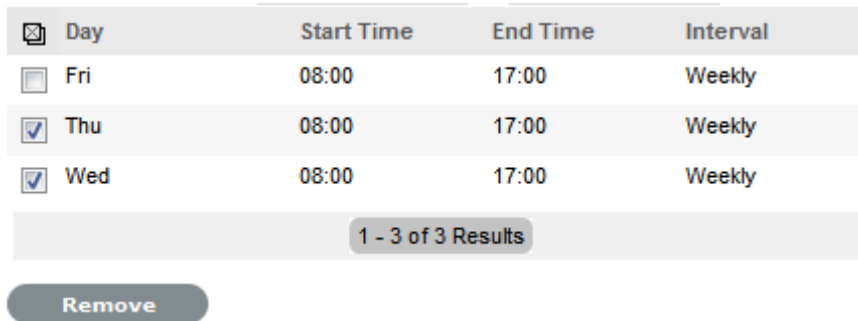 Day Start Time End Time Interval
Fri 08:00 17:00 Weekly
Thu 08:00 17:00 Weekly
Wed 08:00 17:00 Weekly
1 - 3 of 3 Results
Remove